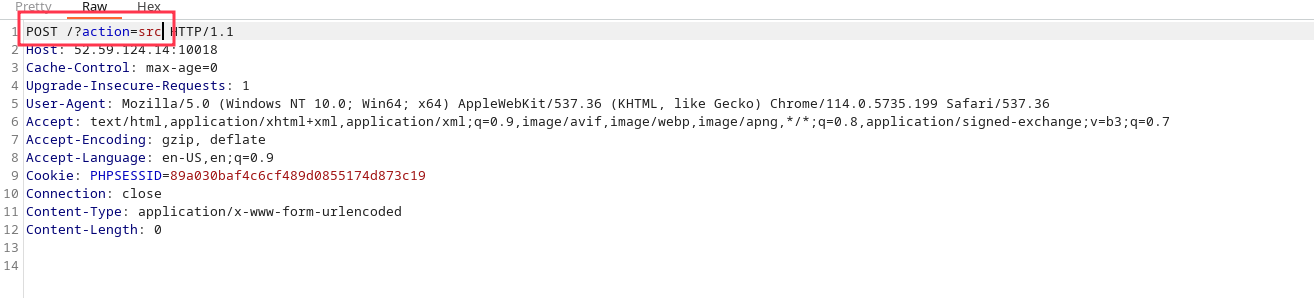 Pretty Raw Hex
1 POST /?action=src HTTP/1.1
2 Host: 52.59.124.14:10018
3 Cache-Control: max-age=0
4 Upgrade-Insecure-Requests: 1
5 User-Agent: Mozilla/5.0 (Windows NT 10.0; Win64; x64) AppleWebKit/537.36 (KHTML, like Gecko) Chrome/114.0.5735.199 Safari/537.36
6 Accept: text/html,application/xhtml+xml,application/xml;q=0.9,image/avif,image/webp,image/apng,*/*;q=0.8,application/signed-exchange;v=b3;q=0.7
7 Accept-Encoding: gzip, deflate
8 Accept-Language: en-US,en;q=0.9
9 Cookie: PHPSESSID=89a030baf4c6cf489d0855174d873c19
10 Connection: close
11 Content-Type: application/x-www-form-urlencoded
12 Content-Length: 0
13
14